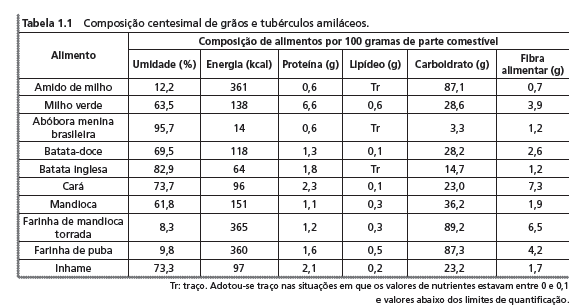 Tabela 1.1 Composição centesimal de grãos e tubérculos amiláceos.
Alimento
Composição de alimentos por 100 gramas de parte comestível
Umidade (%) Energia (kcal) Proteína (g) Lipídeo (g) Carboidrato (g) Fibra alimentar (g)
Amido de milho 12,2 361 0,6 Tr 87,1 0,7
Milho verde 63,5 138 6,6 0,6 28,6 3,9
Abóbora menina brasileira 95,7 14 0,6 Tr 3,3 1,2
Batata-doce 69,5 118 1,3 0,1 28,2 2,6
Batata inglesa 82,9 64 1,8 Tr 14,7 1,2
Cará 73,7 96 2,3 0,1 23,0 7,3
Mandioca 61,8 151 1,1 0,3 36,2 1,9
Farinha de mandioca torrada 8,3 365 1,2 0,3 89,2 6,5
Farinha de puba 9,8 360 1,6 0,5 87,3 4,2
Inhame 73,3 97 2,1 0,2 23,2 1,7
Tr: traço. Adotou-se traço nas situações em que os valores de nutrientes estavam entre 0 e 0,1
e valores abaixo dos limites de quantificação.